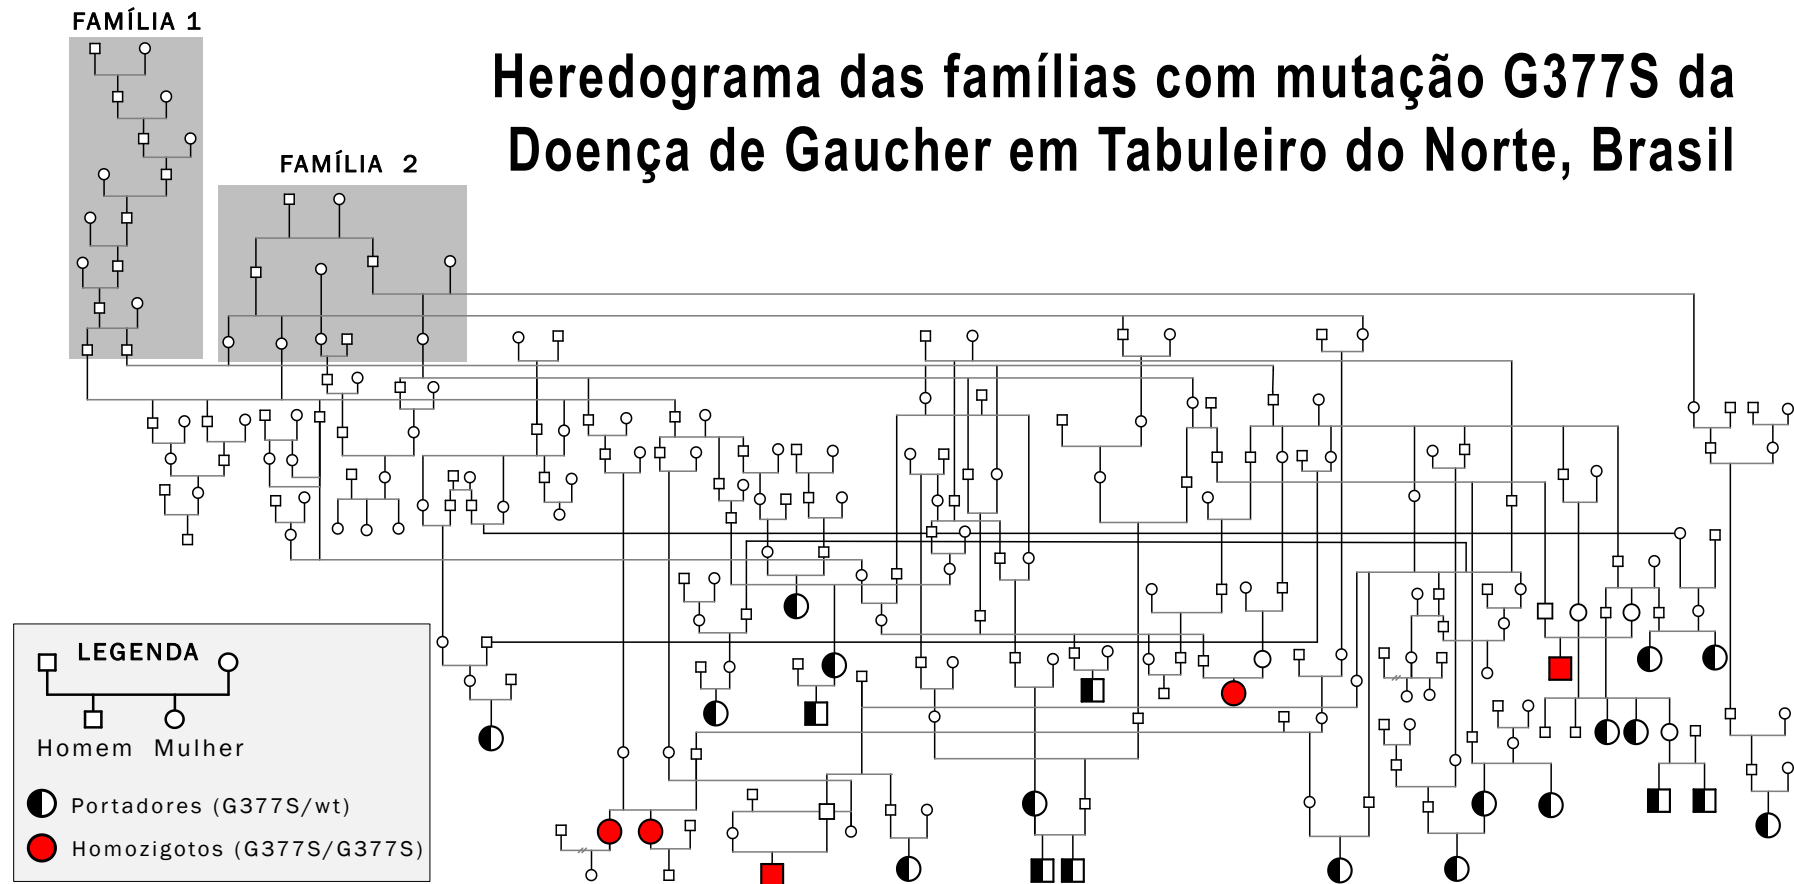 FAMÍLIA 1
Heredograma das famílias com mutação G377S da
Doença de Gaucher em Tabuleiro do Norte, Brasil
FAMÍLIA 2
LEGENDA
Homem Mulher
Portadores (G377S/wt)
Homozigotos (G377S/G377S)